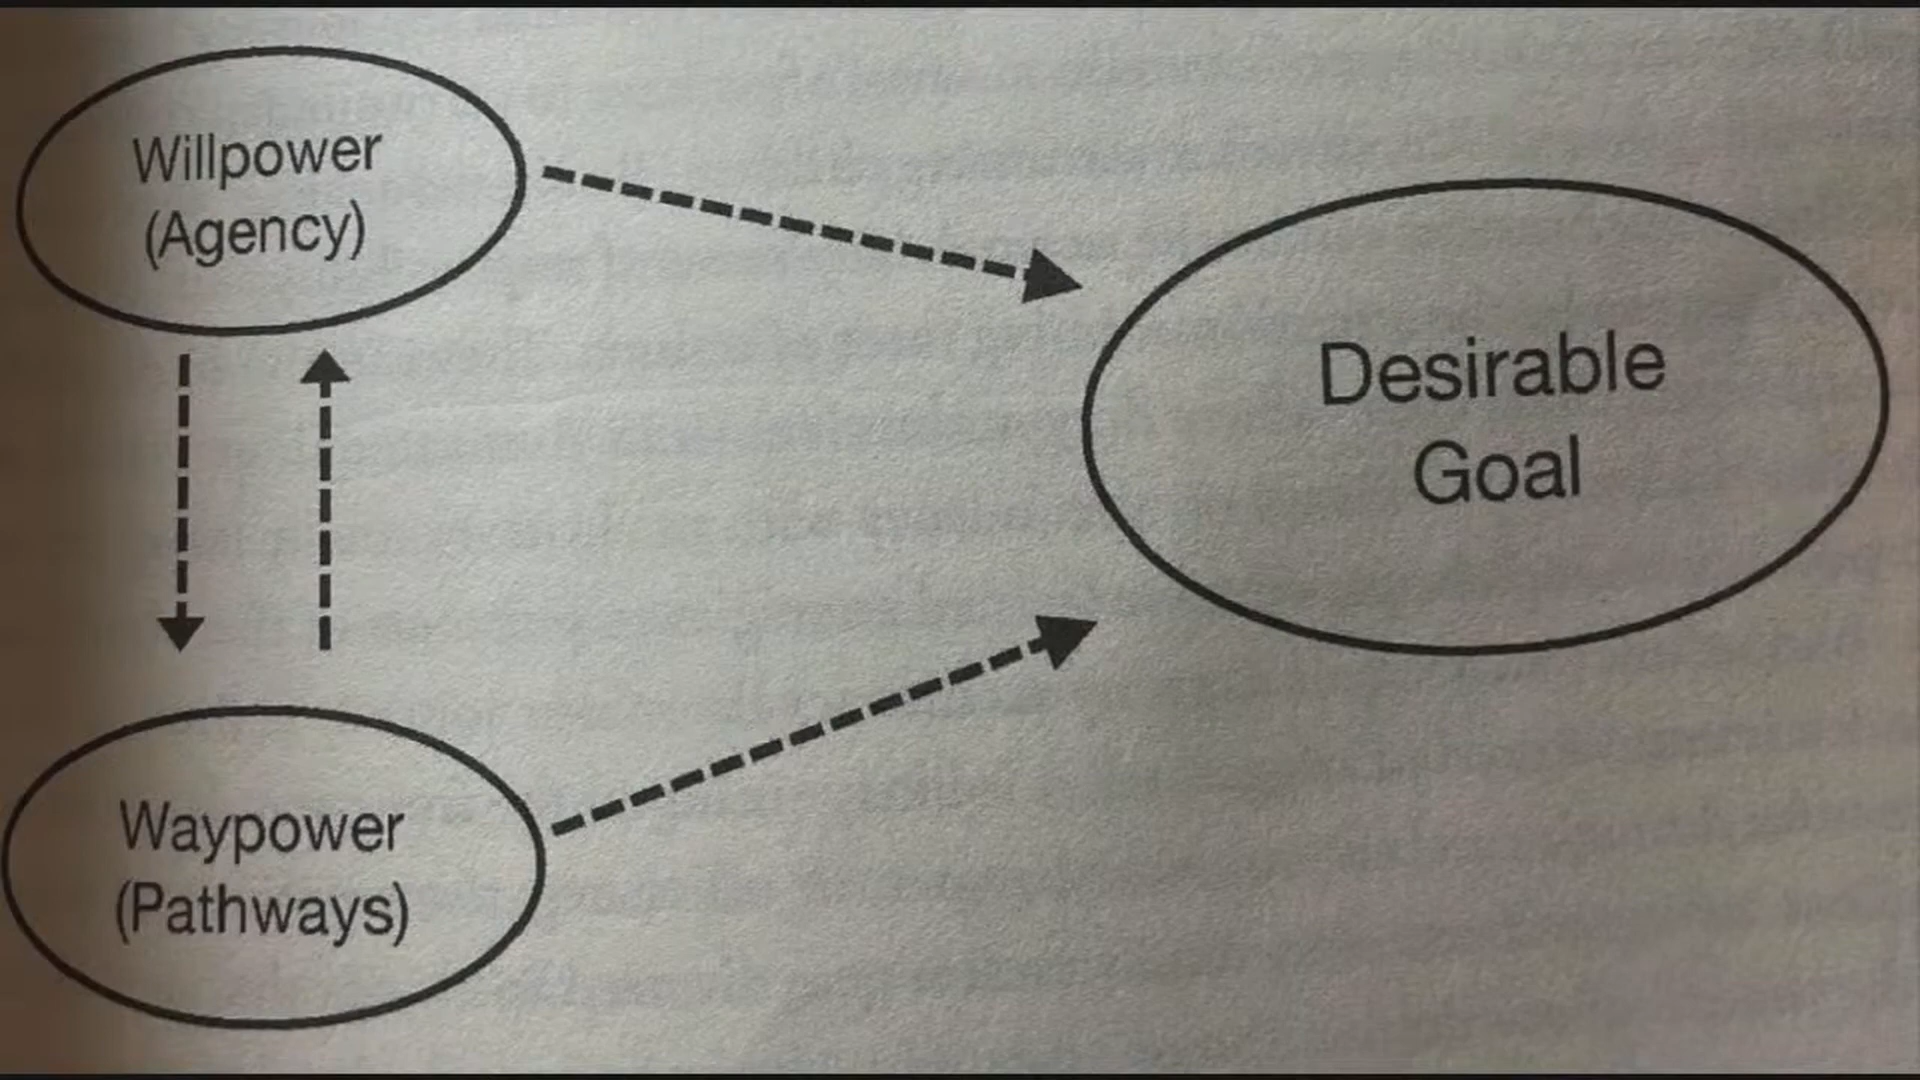 Willpower
(Agency)
Desirable
Goal
Waypower
(Pathways)